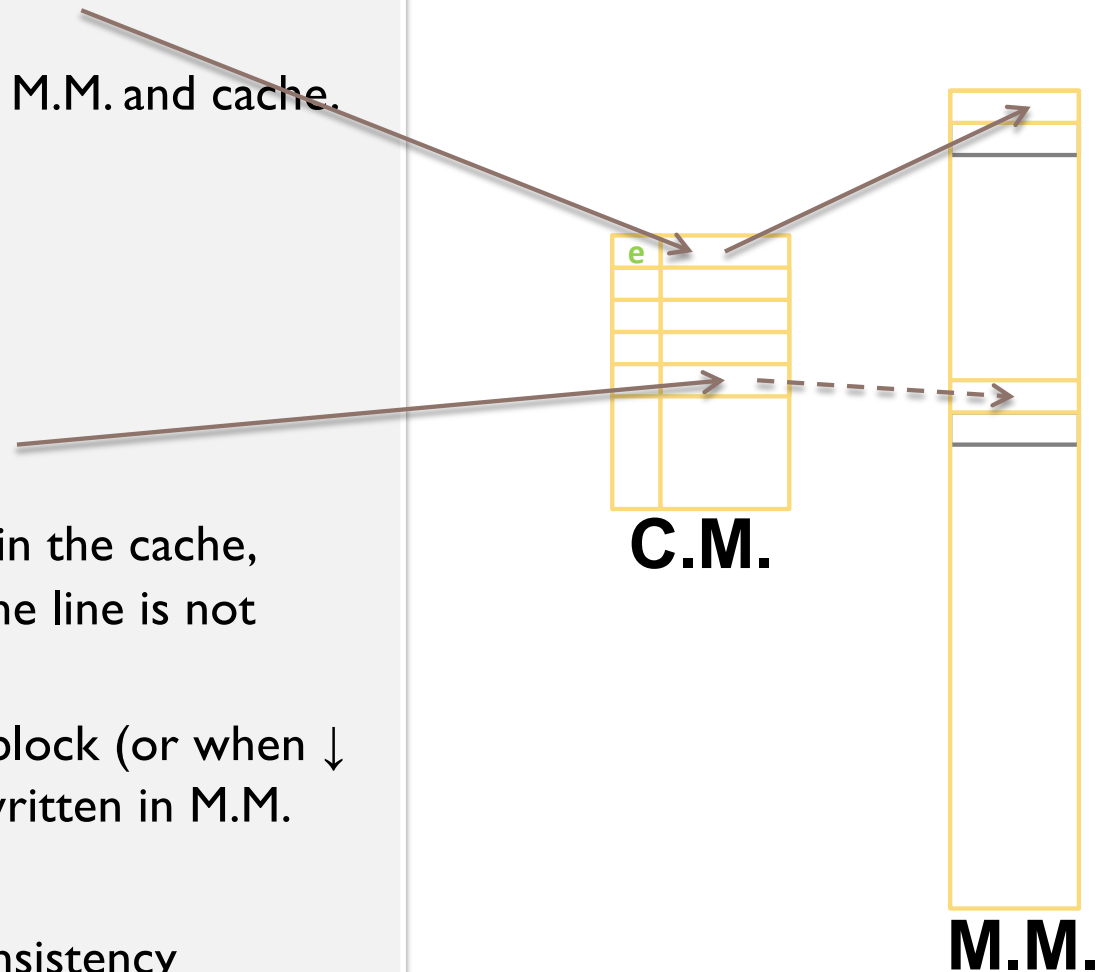 M.M. and cache.
e
in the cache,
C.M.
ne line is not
block (or when ↓
written in M.M.
M.M.
nsistency